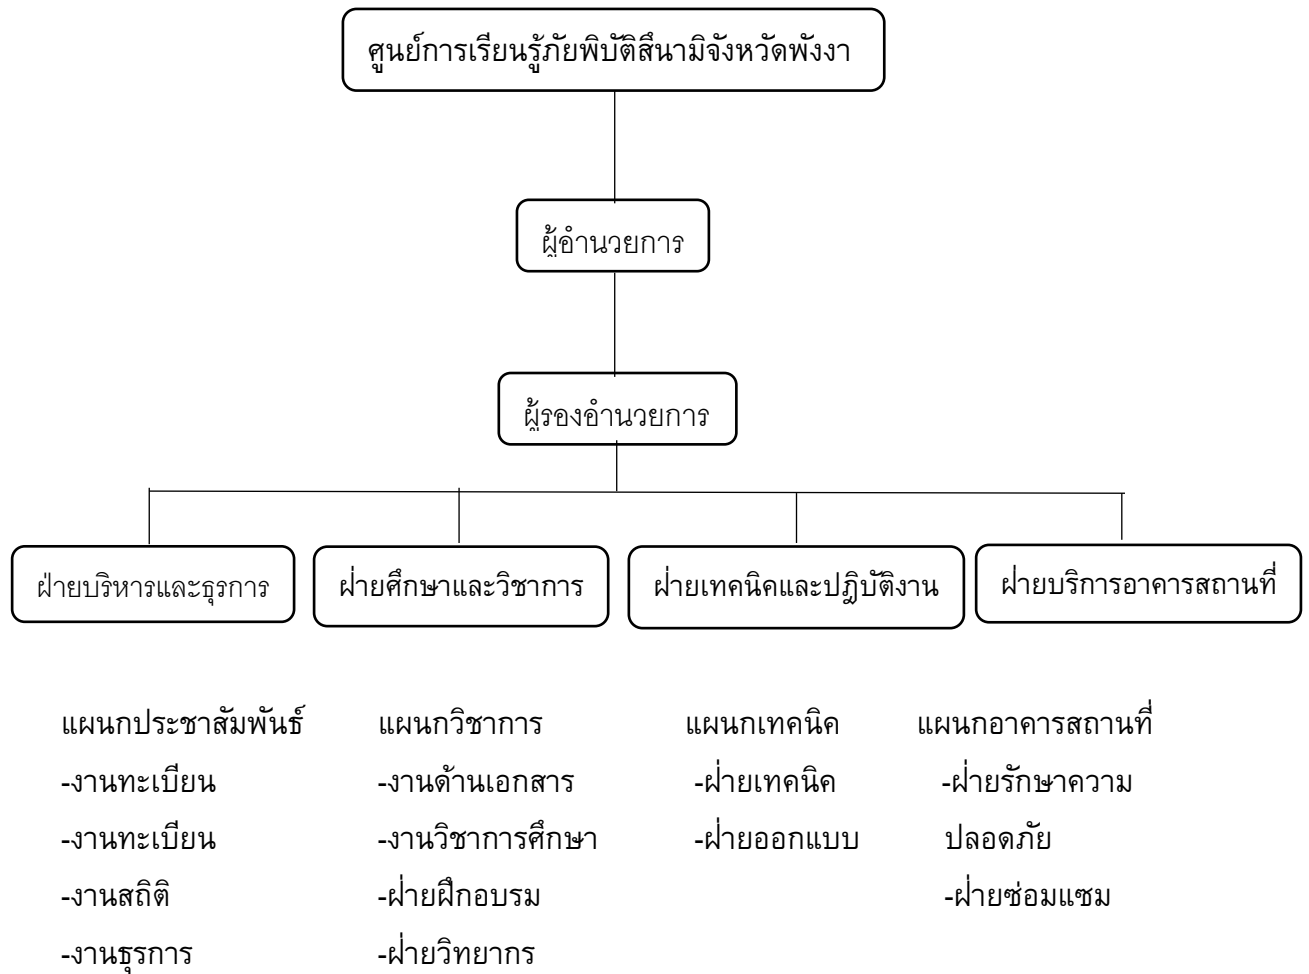 ศูนย์การเรียนรู้ภัยพิบัติสึนามิจังหวัดพังงา
ผู้อำนวยการ
ผู้รองอำนวยการ
ฝ่ายบริหารและธุรการ
ฝ่ายศึกษาและวิชาการ
ฝ่ายเทคนิคและปฎิบัติงาน
ฝ่ายบริการอาคารสถานที่
แผนกประชาสัมพันธ์
-งานทะเบียน
-งานทะเบียน
-งานสถิติ
-งานธุรการ
แผนกวิชาการ
-งานด้านเอกสาร
-งานวิชาการศึกษา
-ฝ่ายฝึกอบรม
-ฝ่ายวิทยากร
แผนกเทคนิค
-ฝ่ายเทคนิค
-ฝ่ายออกแบบ
แผนกอาคารสถานที่
-ฝ่ายรักษาความ
ปลอดภัย
-ฝ่ายซ่อมแซม